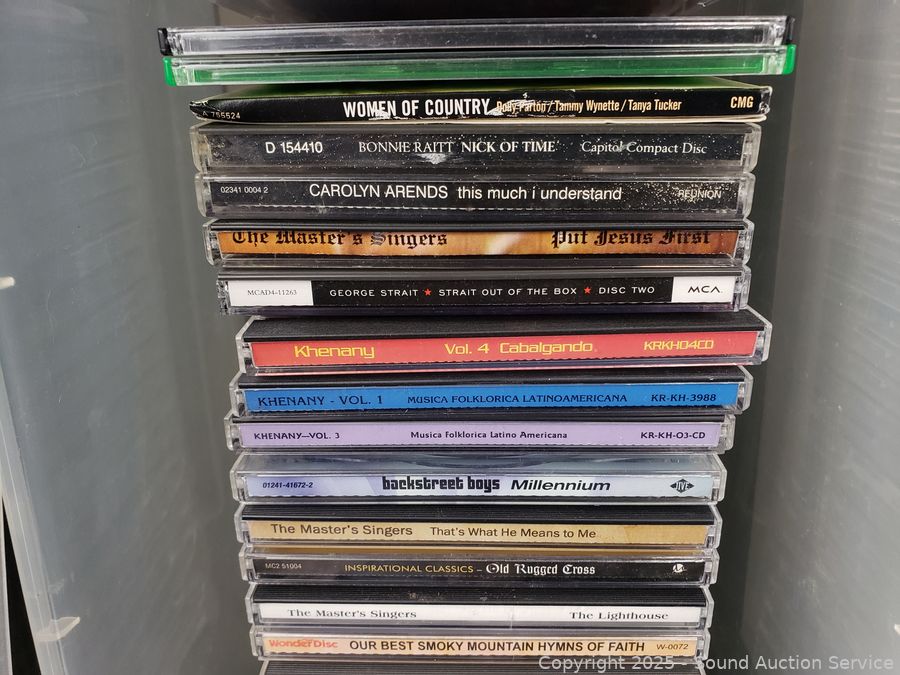 WOMEN OF COUNTRY Dolly Parton / Tammy Wynette / Tanya Tucker CMG
A 755524
D 154410 BONNIE RAITT NICK OF TIME Capitol Compact Disc
02341 0004 2 CAROLYN ARENDS this much i understand REUNION
The Master's Singers Put Jesus First
MCAD4-11263 GEORGE STRAIT ★ STRAIT OUT OF THE BOX ★ DISC TWO MCA
Khenany Vol. 4 Cabalgando KRKH04CD
KHENANY - VOL. 1 MUSICA FOLKLORICA LATINOAMERICANA KR-KH-3988
KHENANY—VOL. 3 Musica Folklorica Latino Americana KR-KH-O3-CD
01241-41672-2 backstreet boys Millennium JIVE
The Master's Singers That's What He Means to Me
MC2 51004 INSPIRATIONAL CLASSICS – Old Rugged Cross
The Master's Singers The Lighthouse
WonderDisc OUR BEST SMOKY MOUNTAIN HYMNS OF FAITH W-0072
Copyright 2025 - Sound Auction Service